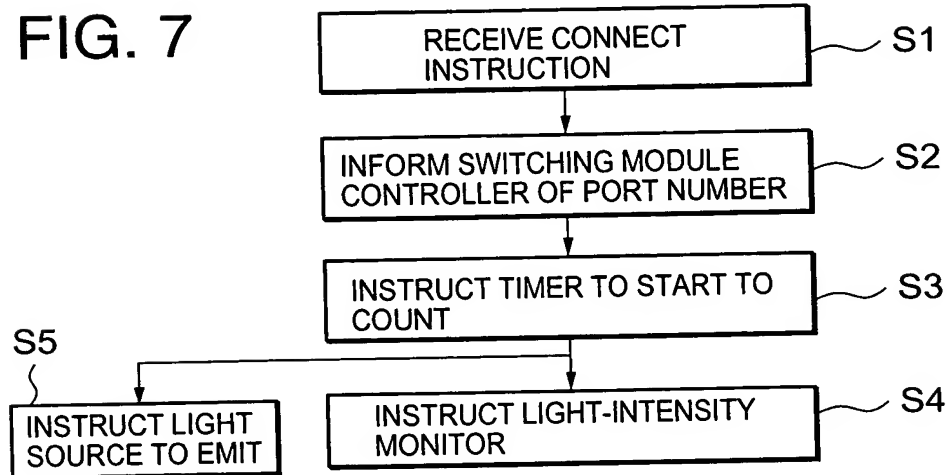 FIG. 7
RECEIVE CONNECT
INSTRUCTION
S1
INFORM SWITCHING MODULE
CONTROLLER OF PORT NUMBER
S2
INSTRUCT TIMER TO START TO
COUNT
S3
S5
INSTRUCT LIGHT
SOURCE TO EMIT
INSTRUCT LIGHT-INTENSITY
MONITOR
S4